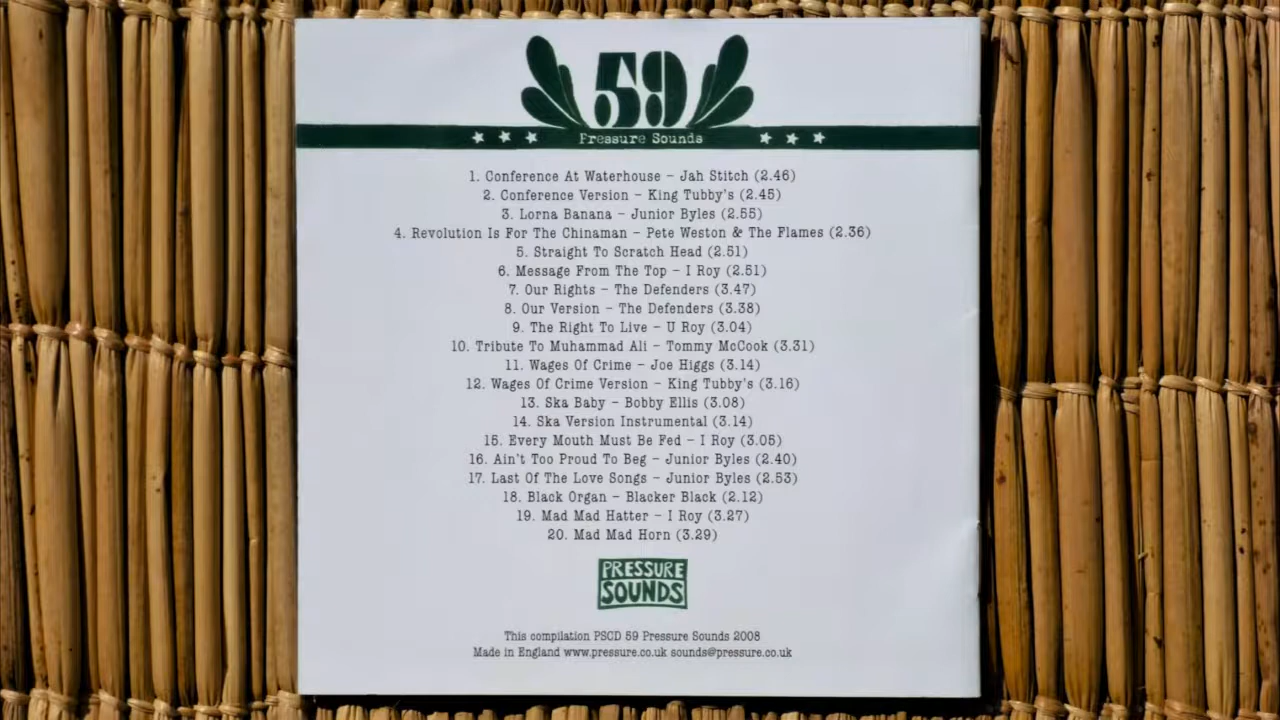 59
Pressure Sounds
1. Conference At Waterhouse – Jah Stitch (2.46)
2. Conference Version – King Tubby's (2.45)
3. Lorna Banana – Junior Byles (2.55)
4. Revolution Is For The Chinaman – Pete Weston & The Flames (2.36)
5. Straight To Scratch Head (2.51)
6. Message From The Top – I Roy (2.51)
7. Our Rights – The Defenders (3.47)
8. Our Version – The Defenders (3.38)
9. The Right To Live – U Roy (3.04)
10. Tribute To Muhammad Ali – Tommy McCook (3.31)
11. Wages Of Crime – Joe Higgs (3.14)
12. Wages Of Crime Version – King Tubby's (3.16)
13. Ska Baby – Bobby Ellis (3.08)
14. Ska Version Instrumental (3.14)
15. Every Mouth Must Be Fed – I Roy (3.05)
16. Ain't Too Proud To Beg – Junior Byles (2.40)
17. Last Of The Love Songs – Junior Byles (2.53)
18. Black Organ – Blacker Black (2.12)
19. Mad Mad Hatter – I Roy (3.27)
20. Mad Mad Horn (3.29)
PRESSURE
SOUNDS
This compilation PSCD 59 Pressure Sounds 2008
Made in England www.pressure.co.uk sounds@pressure.co.uk